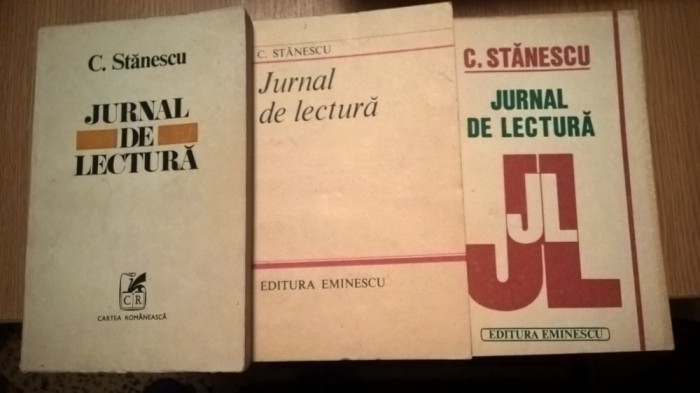 C. Stănescu
JURNAL
DE
LECTURĂ
CR
CARTEA ROMÂNEASCĂ
C. STĂNESCU
Jurnal
de lectură
EDITURA EMINESCU
C. STĂNESCU
JURNAL
DE LECTURĂ
JL
JL
EDITURA EMINESCU